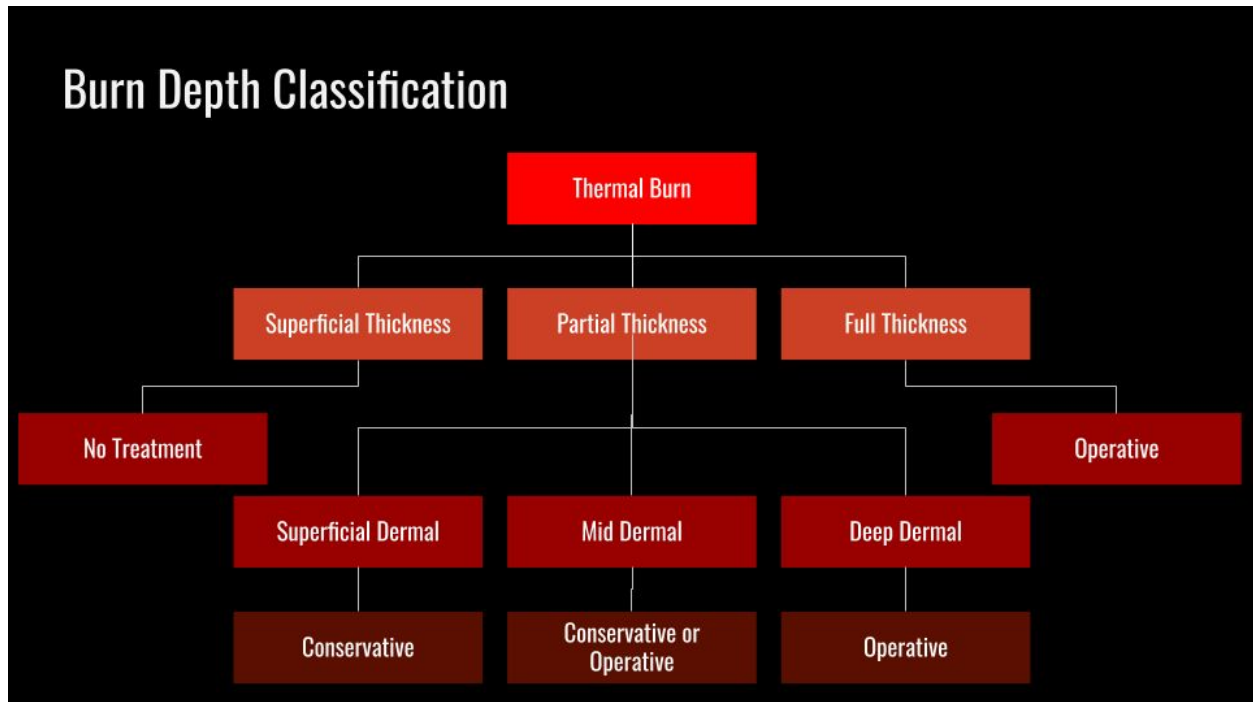 Burn Depth Classification
Thermal Burn
Superficial Thickness
Partial Thickness
Full Thickness
No Treatment
Operative
Superficial Dermal
Mid Dermal
Deep Dermal
Conservative
Conservative or
Operative
Operative